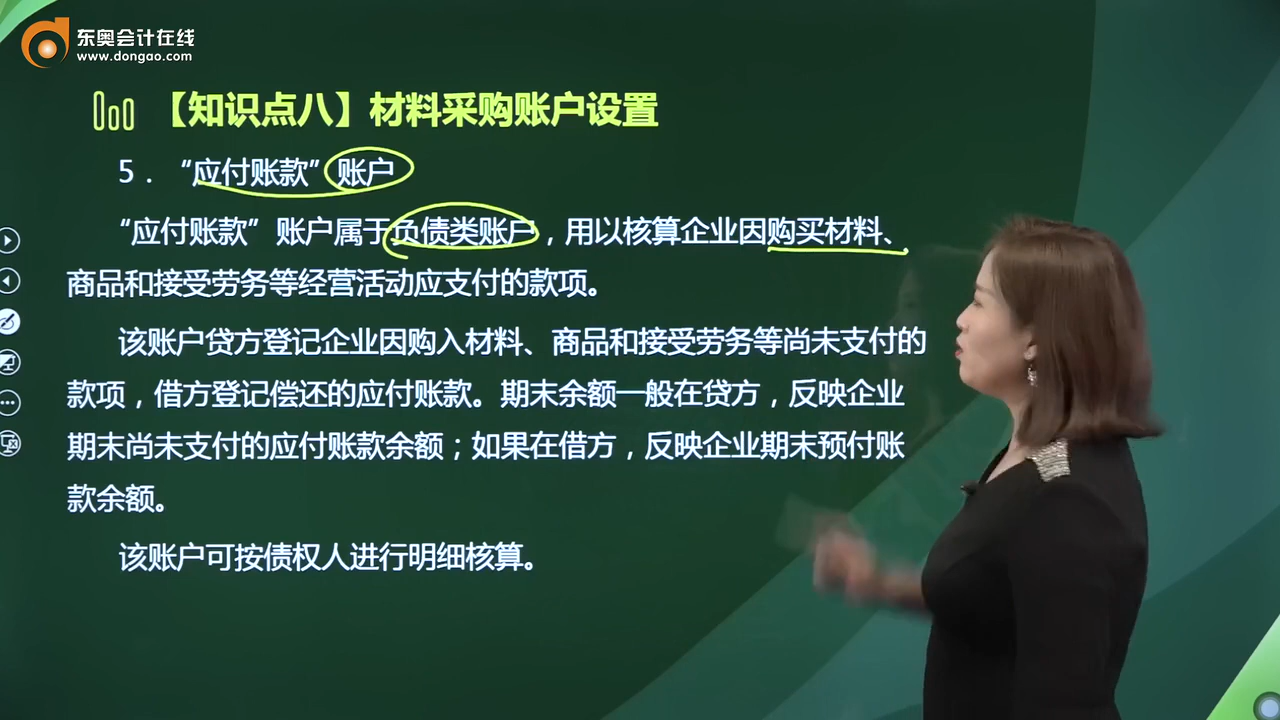 东奥会计在线
www.dongao.com
【知识点八】材料采购账户设置
5．“应付账款”账户
“应付账款”账户属于负债类账户，用以核算企业因购买材料、
商品和接受劳务等经营活动应支付的款项。
该账户贷方登记企业因购入材料、商品和接受劳务等尚未支付的
款项，借方登记偿还的应付账款。期末余额一般在贷方，反映企业
期末尚未支付的应付账款余额；如果在借方，反映企业期末预付账
款余额。
该账户可按债权人进行明细核算。